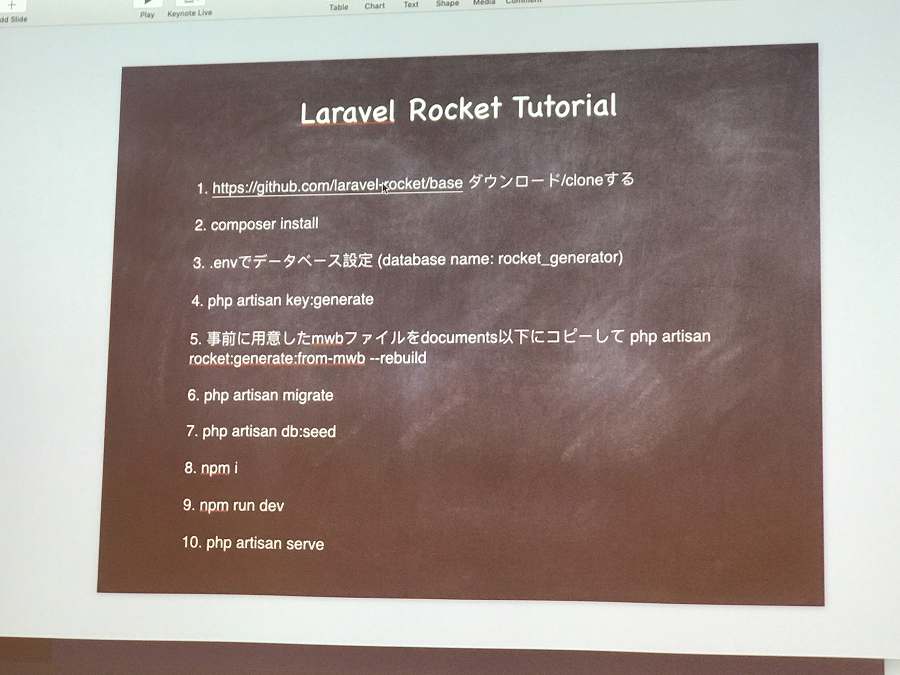 dd Slide
Play
Keynote Live
Table
Chart
Text
Shape
Media
Comment
Laravel Rocket Tutorial
1. https://github.com/laravel-rocket/base ダウンロード/cloneする
2. composer install
3. .envでデータベース設定 (database name: rocket_generator)
4. php artisan key:generate
5. 事前に用意したmwbファイルをdocuments以下にコピーして php artisan
rocket:generate:from-mwb --rebuild
6. php artisan migrate
7. php artisan db:seed
8. npm i
9. npm run dev
10. php artisan serve